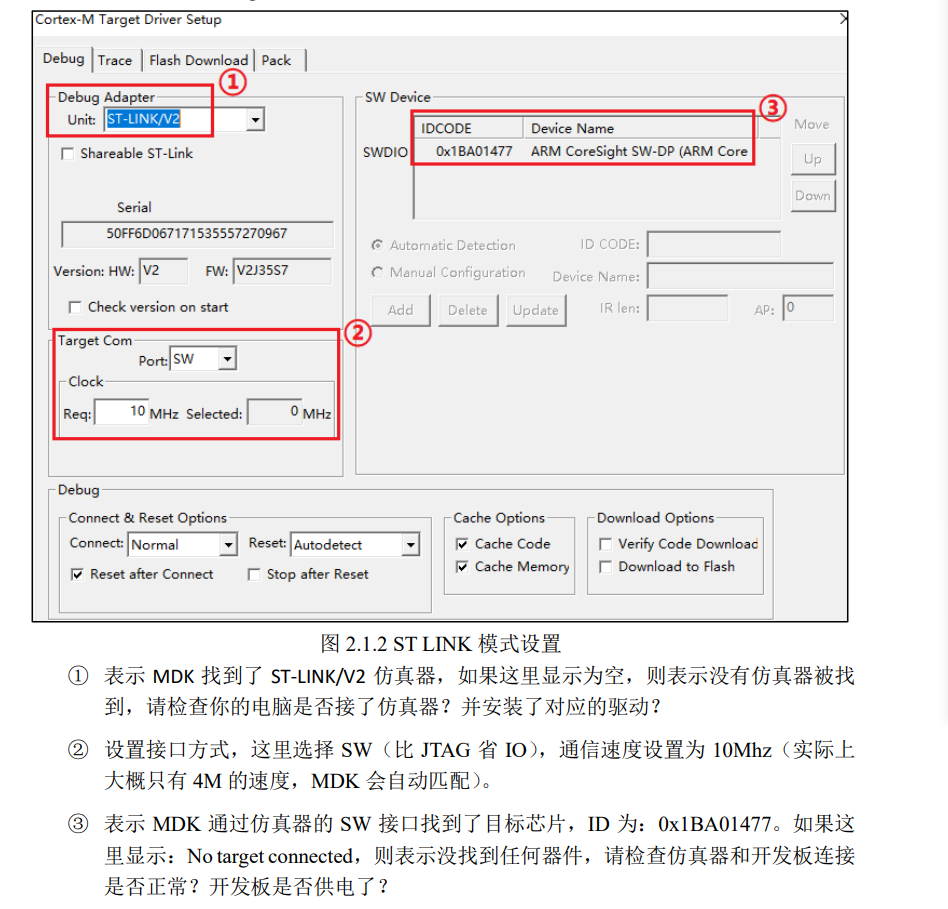 Cortex-M Target Driver Setup
Debug Trace Flash Download Pack
①
Debug Adapter
Unit: ST-LINK/V2
Shareable ST-Link
Serial
50FF6D067171535557270967
Version: HW: V2 FW: V2J35S7
Check version on start
②
Target Com
Port: SW
Clock
Req: 10 MHz Selected: 0 MHz
SW Device
③
IDCODE Device Name Move
SWDIO 0x1BA01477 ARM CoreSight SW-DP (ARM Core Up
Down
Automatic Detection ID CODE:
Manual Configuration Device Name:
Add Delete Update IR len: AP: 0
Debug
Connect & Reset Options
Connect: Normal Reset: Autodetect
Reset after Connect Stop after Reset
Cache Options
Cache Code
Cache Memory
Download Options
Verify Code Download
Download to Flash
图 2.1.2 ST LINK 模式设置
① 表示 MDK 找到了 ST-LINK/V2 仿真器，如果这里显示为空，则表示没有仿真器被找
到，请检查你的电脑是否接了仿真器？并安装了对应的驱动？
② 设置接口方式，这里选择 SW（比 JTAG 省 IO），通信速度设置为 10Mhz（实际上
大概只有 4M 的速度，MDK 会自动匹配）。
③ 表示 MDK 通过仿真器的 SW 接口找到了目标芯片，ID 为：0x1BA01477。如果这
里显示：No target connected，则表示没找到任何器件，请检查仿真器和开发板连接
是否正常？开发板是否供电了？